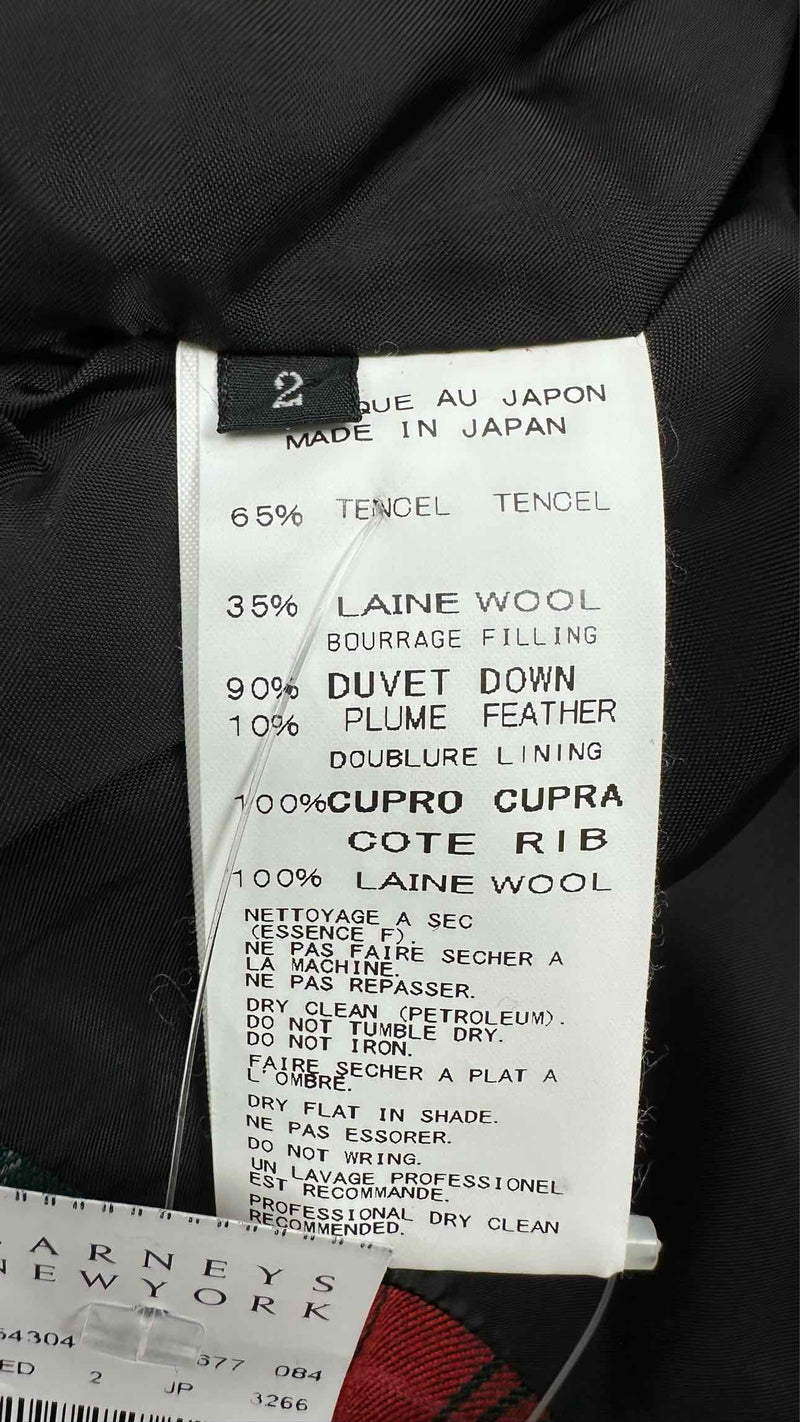 2
QUE AU JAPON
MADE IN JAPAN
65% TENCEL TENCEL
35% LAINE WOOL
BOURRAGE FILLING
90% DUVET DOWN
10% PLUME FEATHER
DOUBLURE LINING
100% CUPRO CUPRA
COTE RIB
100% LAINE WOOL
NETTOYAGE A SEC
(ESSENCE F).
NE PAS FAIRE SECHER A
LA MACHINE.
NE PAS REPASSER.
DRY CLEAN (PETROLEUM).
DO NOT TUMBLE DRY.
DO NOT IRON.
FAIRE SECHER A PLAT A
L'OMBRE.
DRY FLAT IN SHADE.
NE PAS ESSORER.
DO NOT WRING.
UN LAVAGE PROFESSIONEL
EST RECOMMANDE.
PROFESSIONAL DRY CLEAN
RECOMMENDED.
ARNEYS
NEW YORK
54304
677 084
ED 2 JP 3266